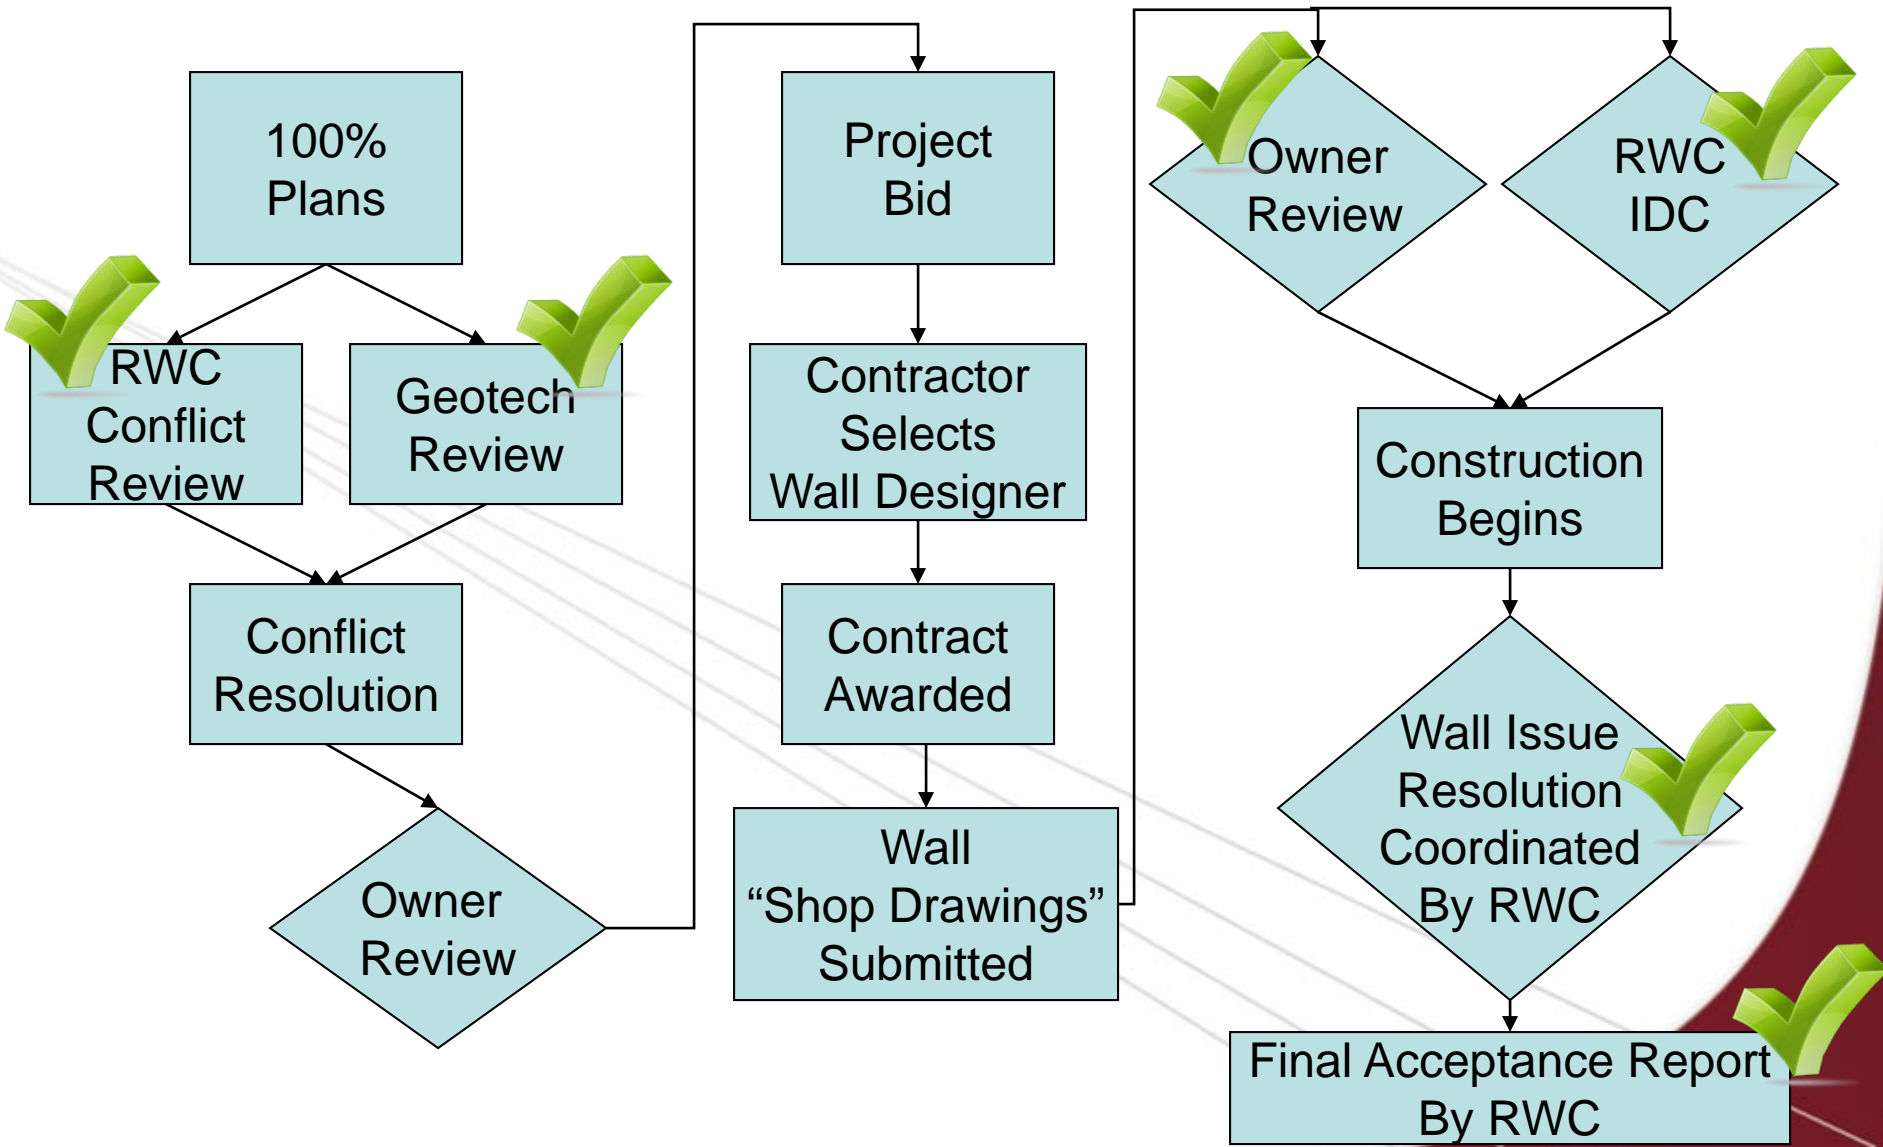 100%
Plans
RWC
Conflict
Review
Geotech
Review
Conflict
Resolution
Owner
Review
Project
Bid
Contractor
Selects
Wall Designer
Contract
Awarded
Wall
“Shop Drawings”
Submitted
Owner
Review
RWC
IDC
Construction
Begins
Wall Issue
Resolution
Coordinated
By RWC
Final Acceptance Report
By RWC